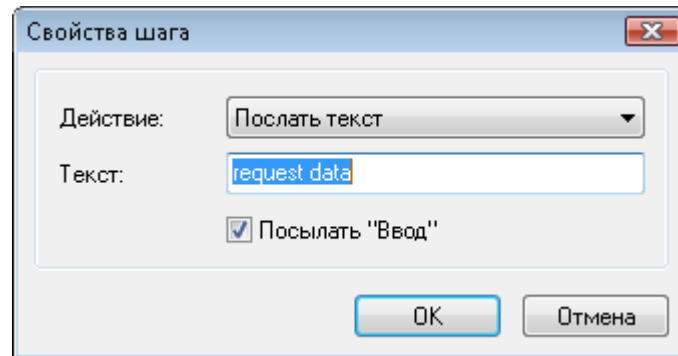 Свойства шага
Действие: Послать текст
Текст: request data
Посылать "Ввод"
OK Отмена